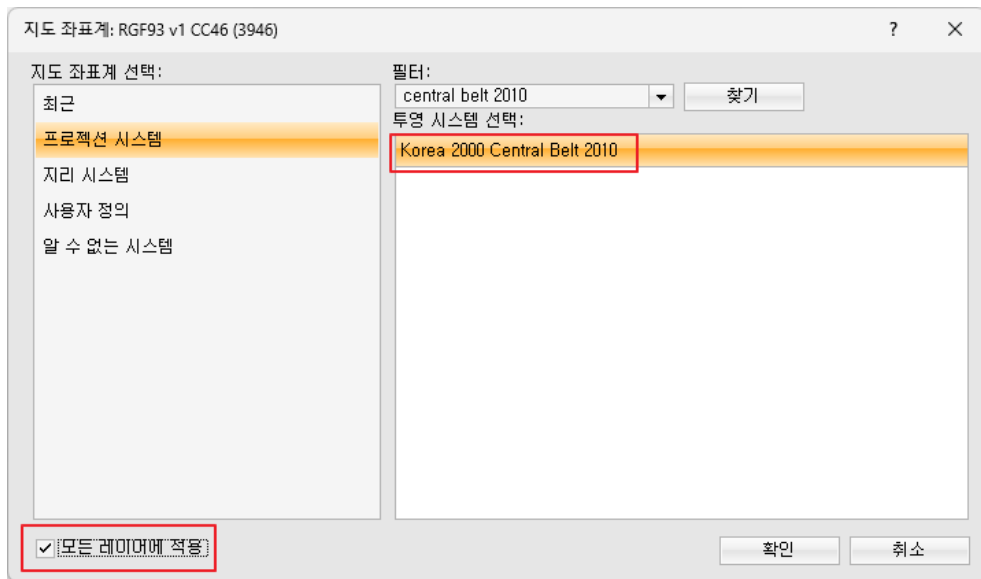 지도 좌표계: RGF93 v1 CC46 (3946)
?
지도 좌표계 선택:
최근
프로젝션 시스템
지리 시스템
사용자 정의
알 수 없는 시스템
필터:
central belt 2010
찾기
투영 시스템 선택:
Korea 2000 Central Belt 2010
모든 레이어에 적용
확인
취소